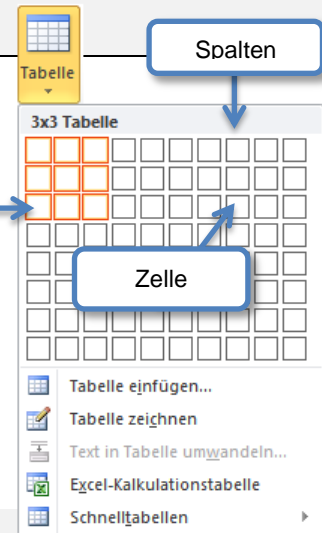 Spalten
Tabelle
3x3 Tabelle
Zelle
Tabelle einfügen...
Tabelle zeichnen
Text in Tabelle umwandeln...
Excel-Kalkulationstabelle
Schnelltabellen